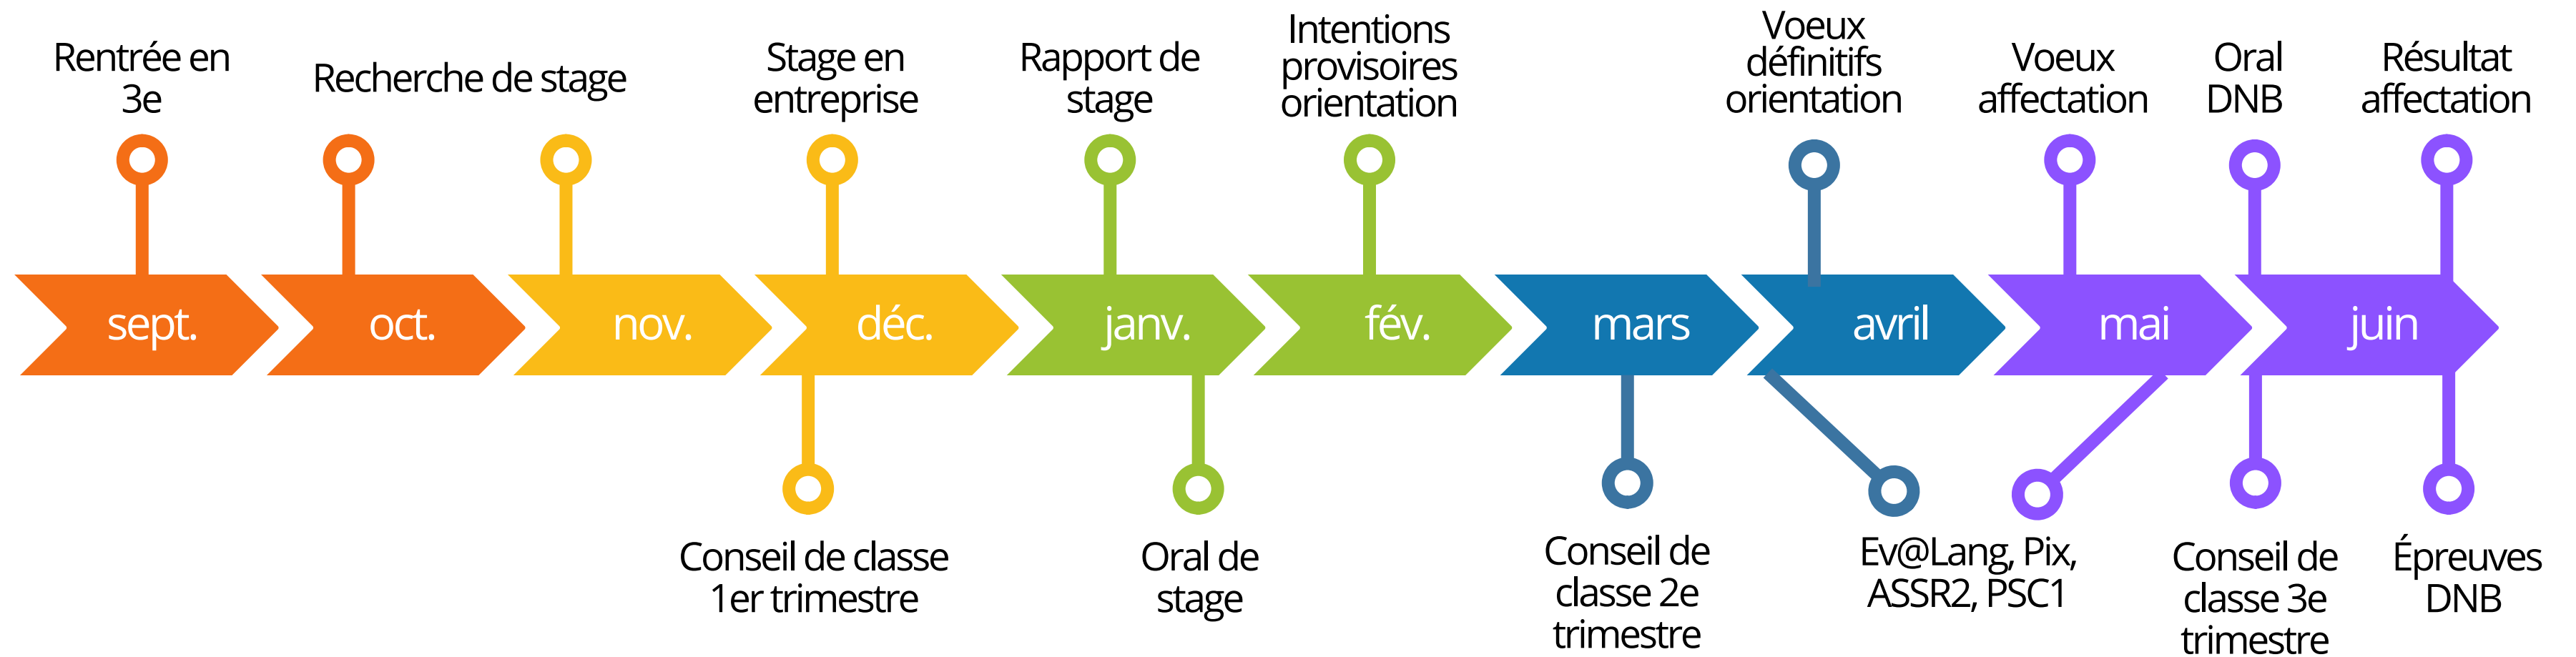 Rentrée en
3e
Recherche de stage
Stage en
entreprise
Rapport de
stage
Intentions
provisoires
orientation
Voeux
définitifs
orientation
Voeux
affectation
Oral
DNB
Résultat
affectation
sept.
oct.
nov.
déc.
janv.
fév.
mars
avril
mai
juin
Conseil de classe
1er trimestre
Oral de
stage
Conseil de
classe 2e
trimestre
Ev@Lang, Pix,
ASSR2, PSC1
Conseil de
classe 3e
trimestre
Épreuves
DNB